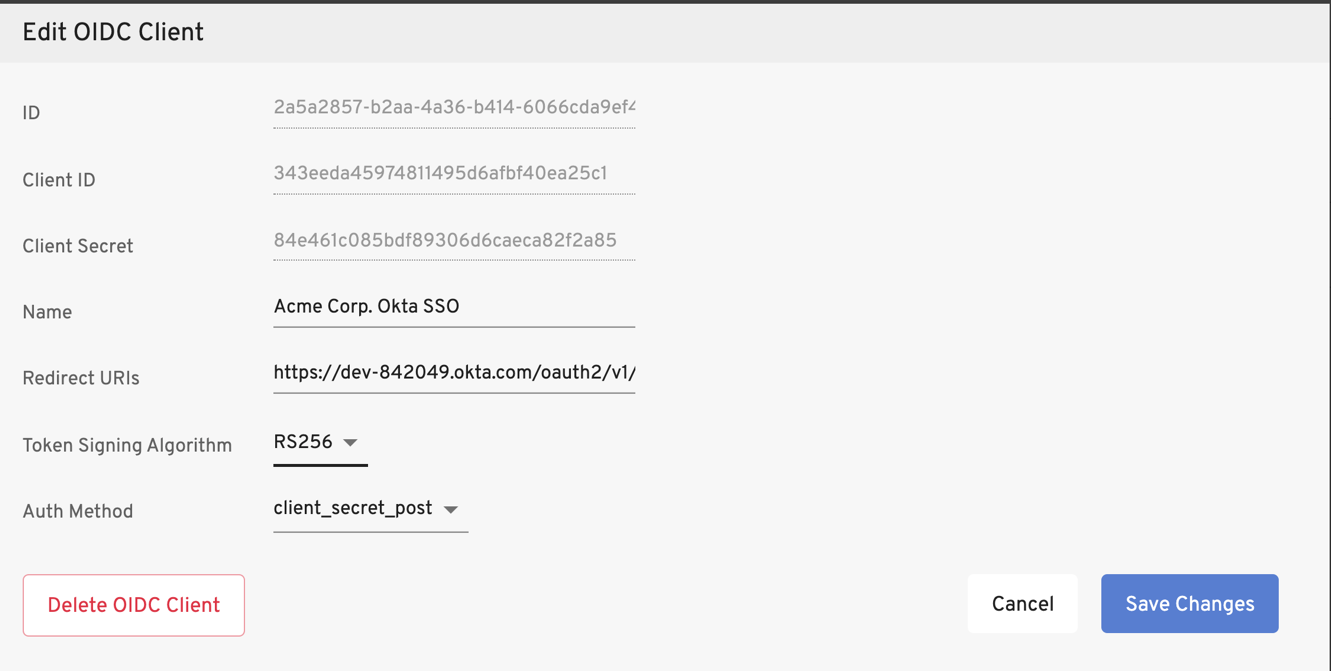 Edit OIDC Client
ID 2a5a2857-b2aa-4a36-b414-6066cda9ef4
Client ID 343eeda45974811495d6afbf40ea25c1
Client Secret 84e461c085bdf89306d6caeca82f2a85
Name Acme Corp. Okta SSO
Redirect URIs https://dev-842049.okta.com/oauth2/v1/
Token Signing Algorithm RS256
Auth Method client_secret_post
Delete OIDC Client Cancel Save Changes